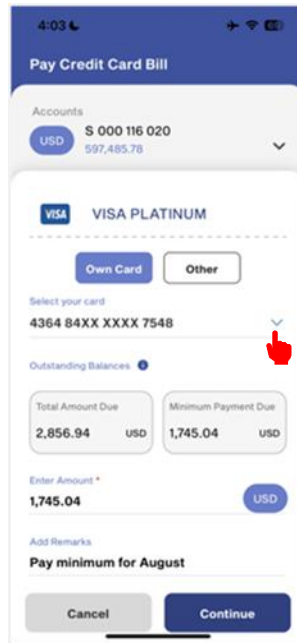 4:03
Pay Credit Card Bill
Accounts
USD
S 000 116 020
597,485.78
VISA VISA PLATINUM
Own Card Other
Select your card
4364 84XX XXXX 7548
Outstanding Balances
Total Amount Due Minimum Payment Due
2,856.94 USD 1,745.04 USD
Enter Amount *
1,745.04 USD
Add Remarks
Pay minimum for August
Cancel Continue